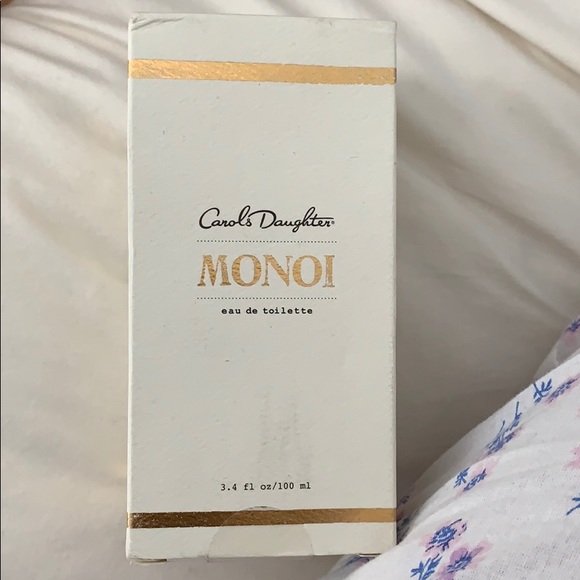 Carol's Daughter®
MONOI
eau de toilette
3.4 fl oz/100 ml